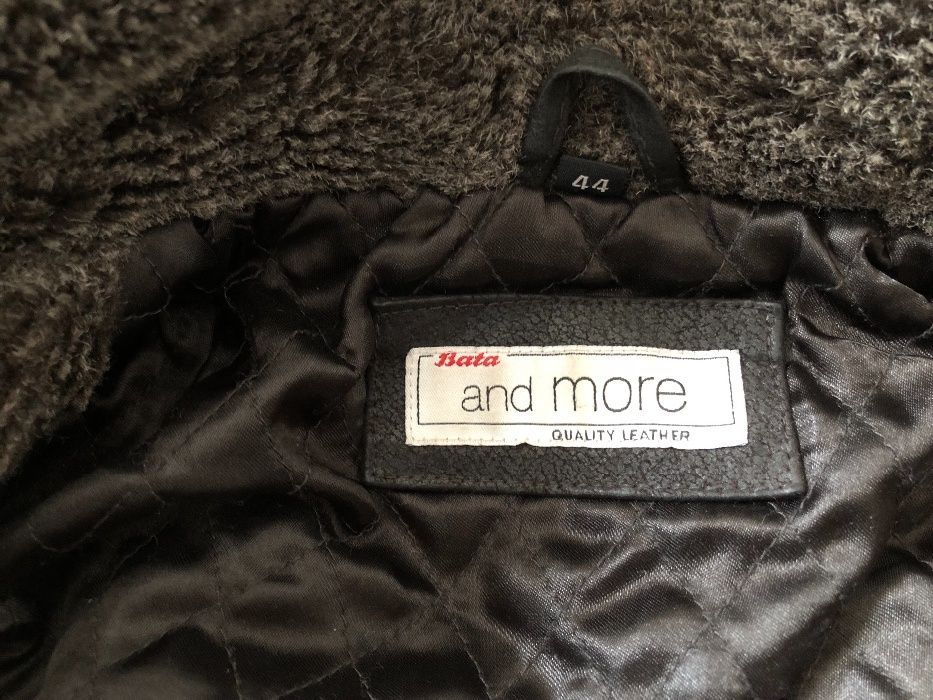 44
Bata
and more
QUALITY LEATHER